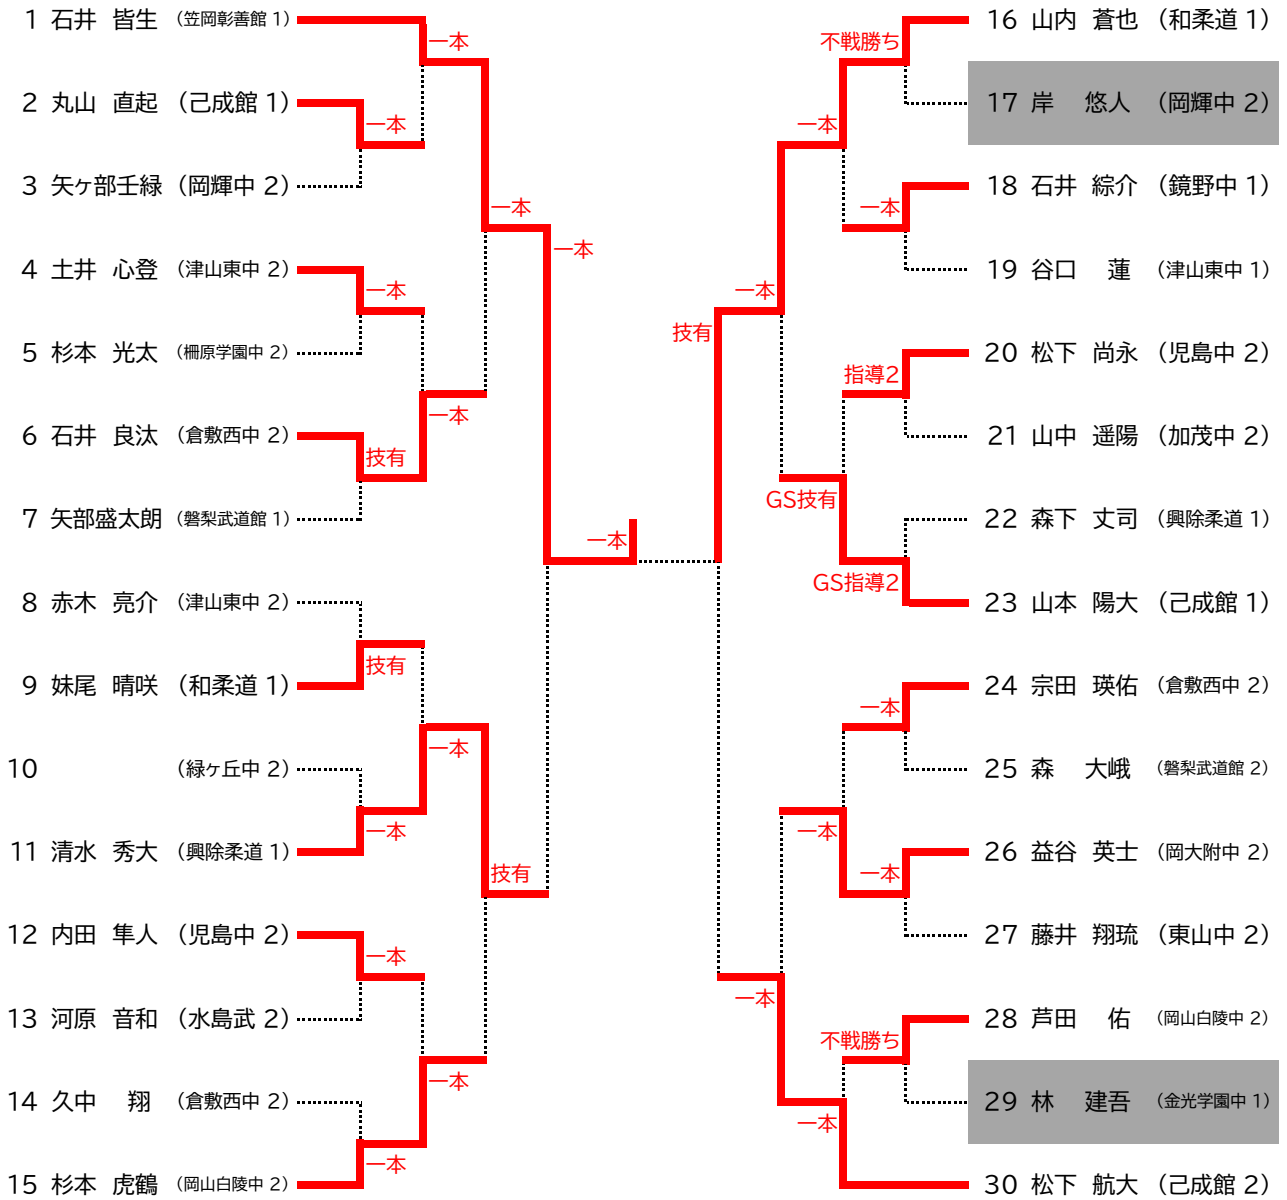 1 石井 皆生 (笠岡彰善館 1)
一本
2 丸山 直起 (己成館 1)
一本
3 矢ヶ部壬緑 (岡輝中 2)
一本
一本
4 土井 心登 (津山東中 2)
一本
5 杉本 光太 (柵原学園中 2)
一本
6 石井 良汰 (倉敷西中 2)
技有
7 矢部盛太朗 (磐梨武道館 1)
一本
8 赤木 亮介 (津山東中 2)
技有
9 妹尾 晴咲 (和柔道 1)
一本
10 (緑ヶ丘中 2)
一本
11 清水 秀大 (興除柔道 1)
技有
12 内田 隼人 (児島中 2)
一本
13 河原 音和 (水島武 2)
一本
14 久中 翔 (倉敷西中 2)
一本
15 杉本 虎鶴 (岡山白陵中 2)
16 山内 蒼也 (和柔道 1)
不戦勝ち
17 岸 悠人 (岡輝中 2)
一本
18 石井 綜介 (鏡野中 1)
一本
19 谷口 蓮 (津山東中 1)
一本
技有
20 松下 尚永 (児島中 2)
指導2
21 山中 遥陽 (加茂中 2)
GS技有
22 森下 丈司 (興除柔道 1)
GS指導2
23 山本 陽大 (己成館 1)
24 宗田 瑛佑 (倉敷西中 2)
一本
25 森 大峨 (磐梨武道館 2)
一本
26 益谷 英士 (岡大附中 2)
一本
27 藤井 翔琉 (東山中 2)
一本
28 芦田 佑 (岡山白陵中 2)
不戦勝ち
29 林 建吾 (金光学園中 1)
一本
30 松下 航大 (己成館 2)